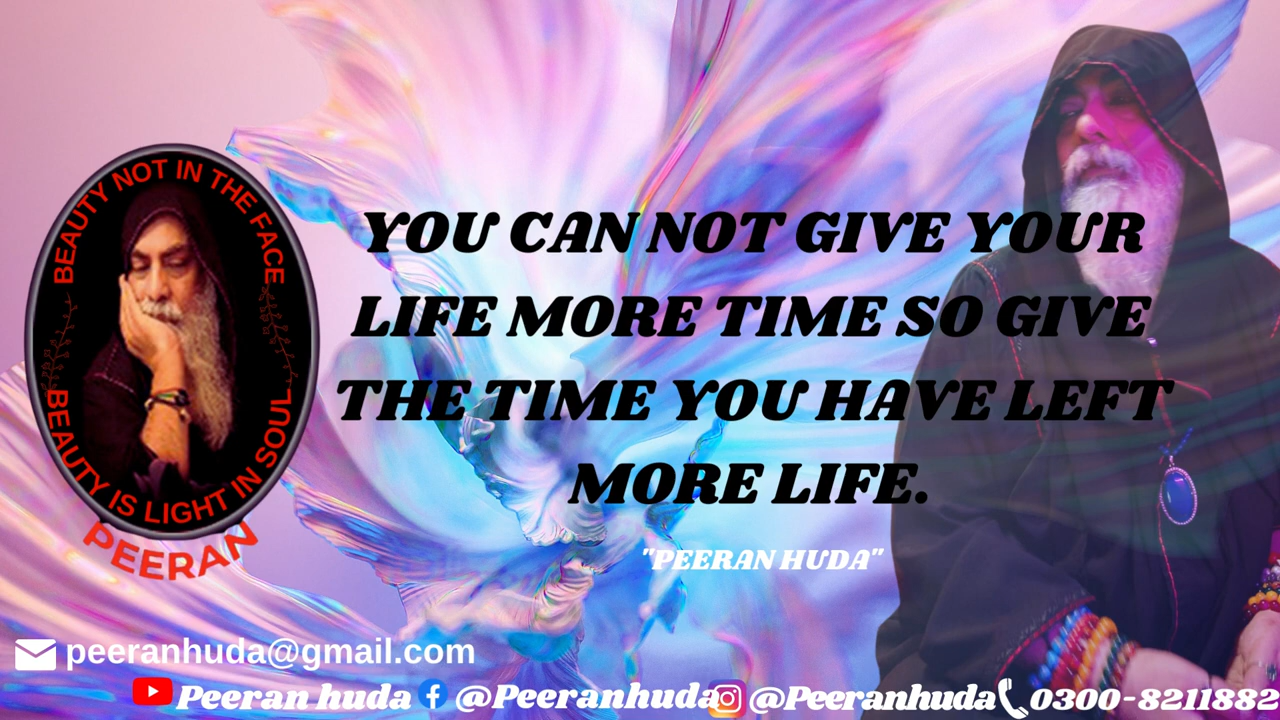 BEAUTY NOT IN THE FACE
BEAUTY IS LIGHT IN SOUL
PEERAN
YOU CAN NOT GIVE YOUR
LIFE MORE TIME SO GIVE
THE TIME YOU HAVE LEFT
MORE LIFE.
"PEERAN HUDA"
peeranhuda@gmail.com
Peeran huda @Peeranhuda @Peeranhuda 0300-8211882